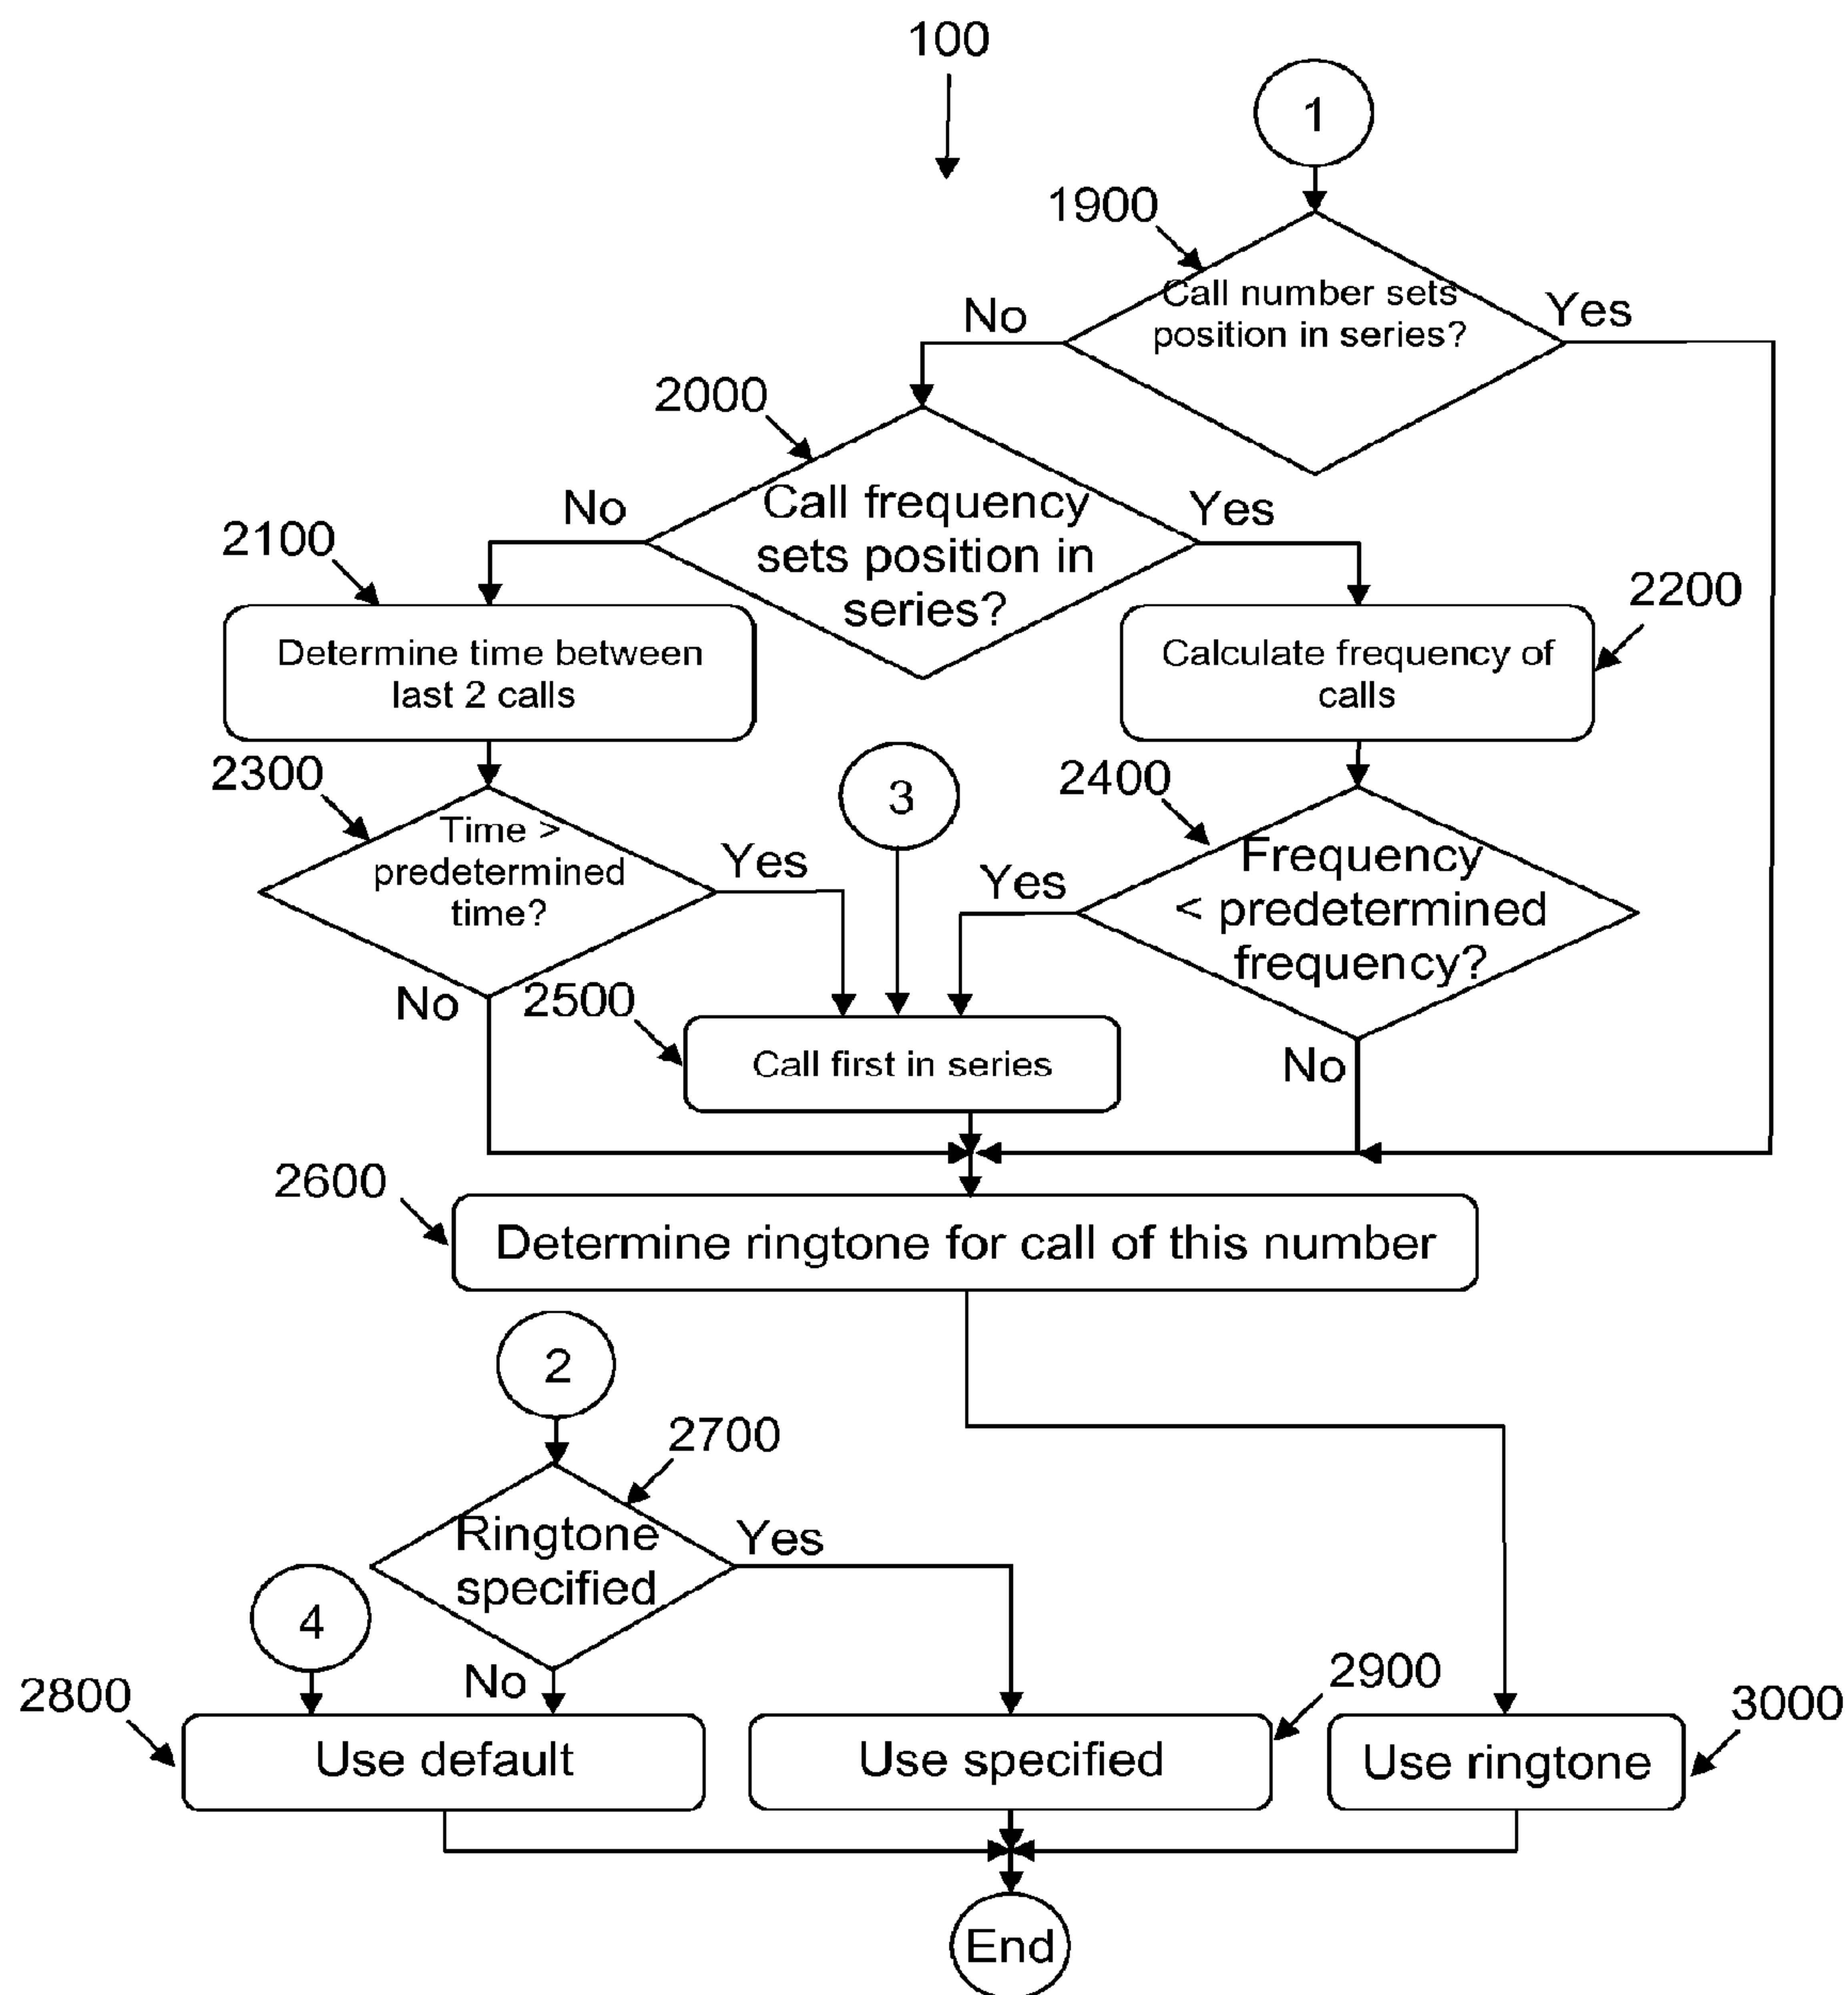 100
1
1900
Call number sets
position in series?
No
Yes
2000
Call frequency
sets position in
series?
No
Yes
2100
Determine time between
last 2 calls
2200
Calculate frequency of
calls
2300
Time >
predetermined
time?
Yes
No
3
2400
Frequency
< predetermined
frequency?
Yes
No
2500
Call first in series
2600
Determine ringtone for call of this number
2
2700
Ringtone
specified
Yes
No
4
2800
Use default
2900
Use specified
3000
Use ringtone
End